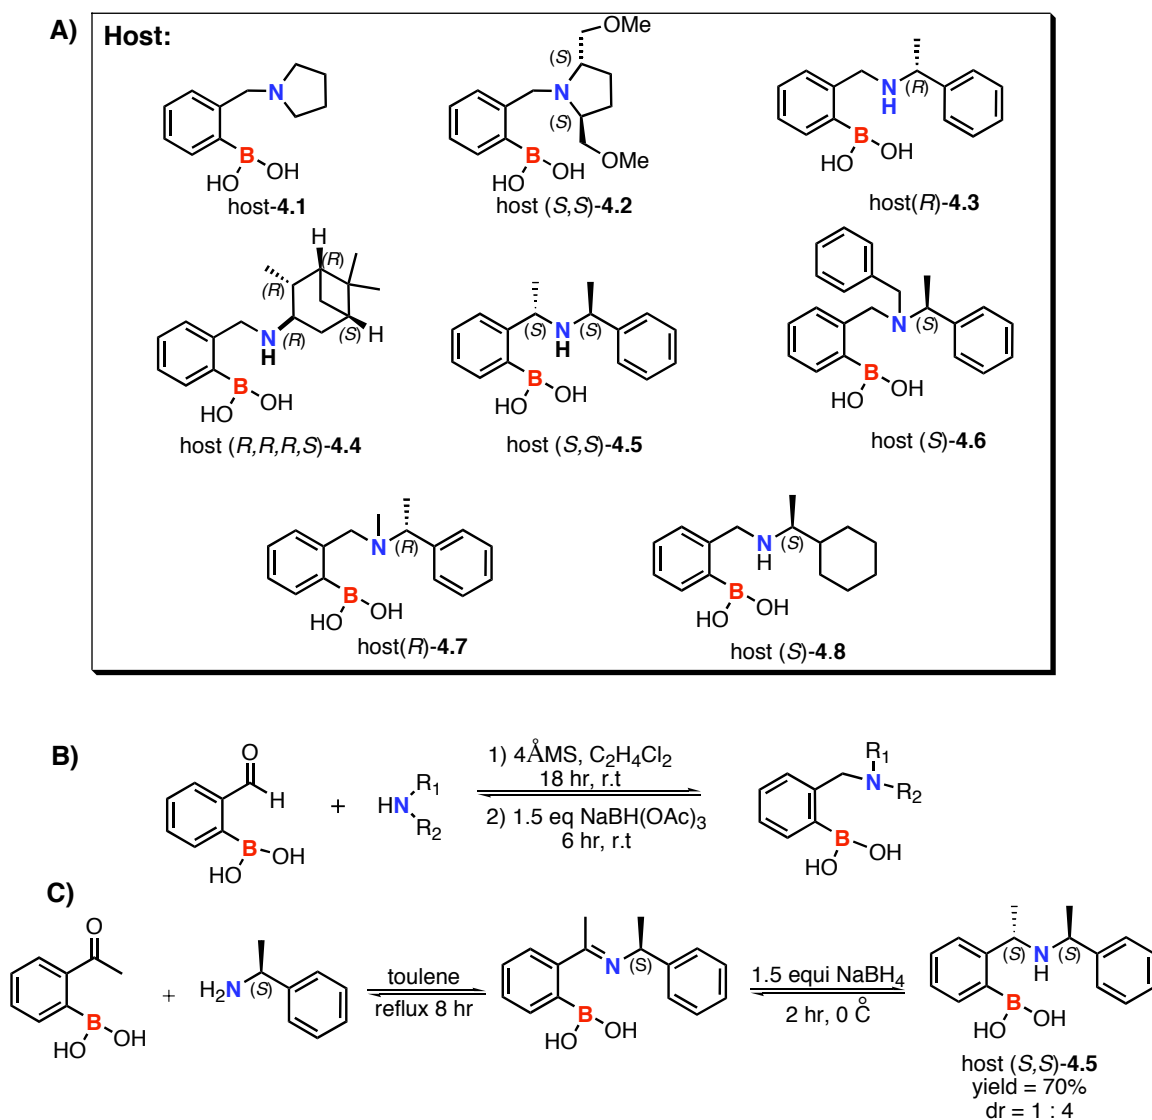 A)
Host:
N
B
HO
OH
host-4.1
OMe
(S)
N
(S)
OMe
B
HO
OH
host (S,S)-4.2
N
H
(R)
B
HO
OH
host(R)-4.3
H
(R)
(R)
N
H
(R)
(S)
H
B
HO
OH
host (R,R,R,S)-4.4
(S)
N
H
(S)
B
HO
OH
host (S,S)-4.5
N
(S)
B
HO
OH
host (S)-4.6
N
(R)
B
HO
OH
host(R)-4.7
N
H
(S)
B
HO
OH
host (S)-4.8
B)
O
H
B
HO
OH
+
HN
R1
R2
1) 4ÅMS, C2H4Cl2
18 hr, r.t
2) 1.5 eq NaBH(OAc)3
6 hr, r.t
R1
N
R2
B
HO
OH
C)
O
B
HO
OH
+
H2N
(S)
toulene
reflux 8 hr
N
(S)
B
HO
OH
1.5 equi NaBH4
2 hr, 0 C̊
(S)
N
H
(S)
B
HO
OH
host (S,S)-4.5
yield = 70%
dr = 1 : 4